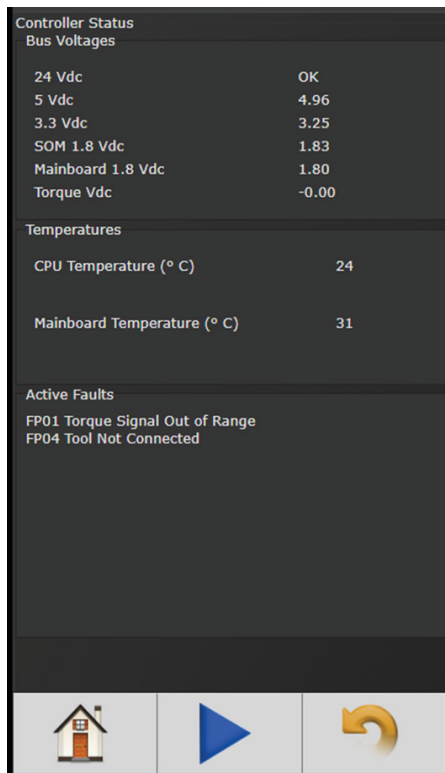 Controller Status
Bus Voltages
24 Vdc OK
5 Vdc 4.96
3.3 Vdc 3.25
SOM 1.8 Vdc 1.83
Mainboard 1.8 Vdc 1.80
Torque Vdc -0.00
Temperatures
CPU Temperature (° C) 24
Mainboard Temperature (° C) 31
Active Faults
FP01 Torque Signal Out of Range
FP04 Tool Not Connected